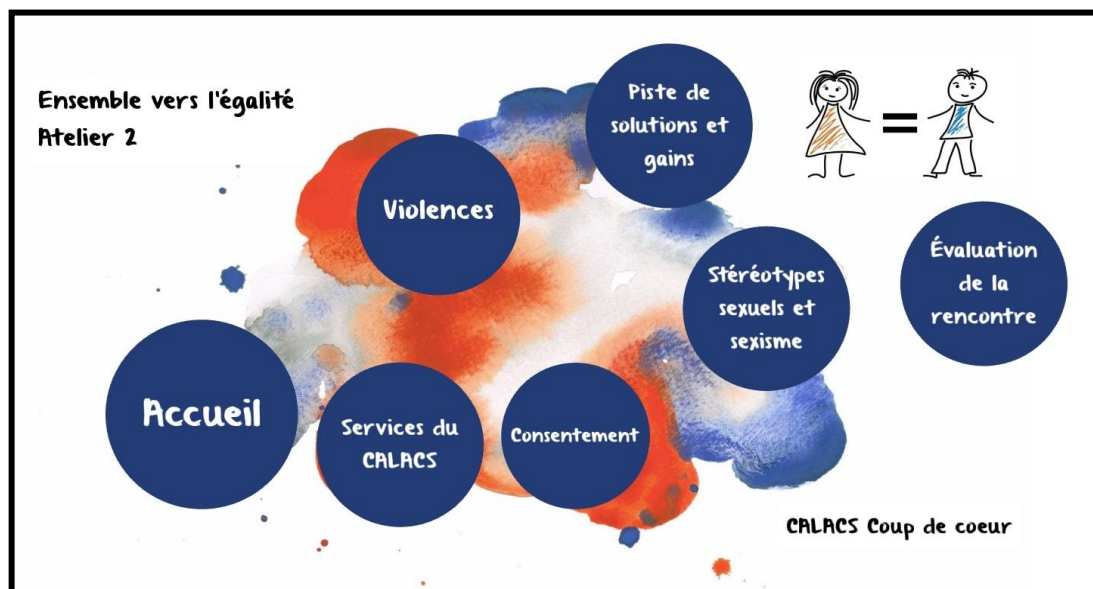 Ensemble vers l'égalité
Atelier 2
Piste de
solutions et
gains
=
Violences
Stéréotypes
sexuels et
sexisme
Évaluation
de la
rencontre
Accueil
Services du
CALACS
Consentement
CALACS Coup de coeur